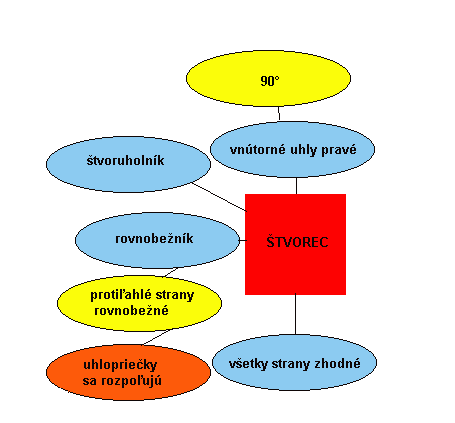 90°
vnútorné uhly pravé
štvoruholník
rovnobežník
ŠTVOREC
protiľahlé strany
rovnobežné
uhlopriečky
sa rozpoľujú
všetky strany zhodné